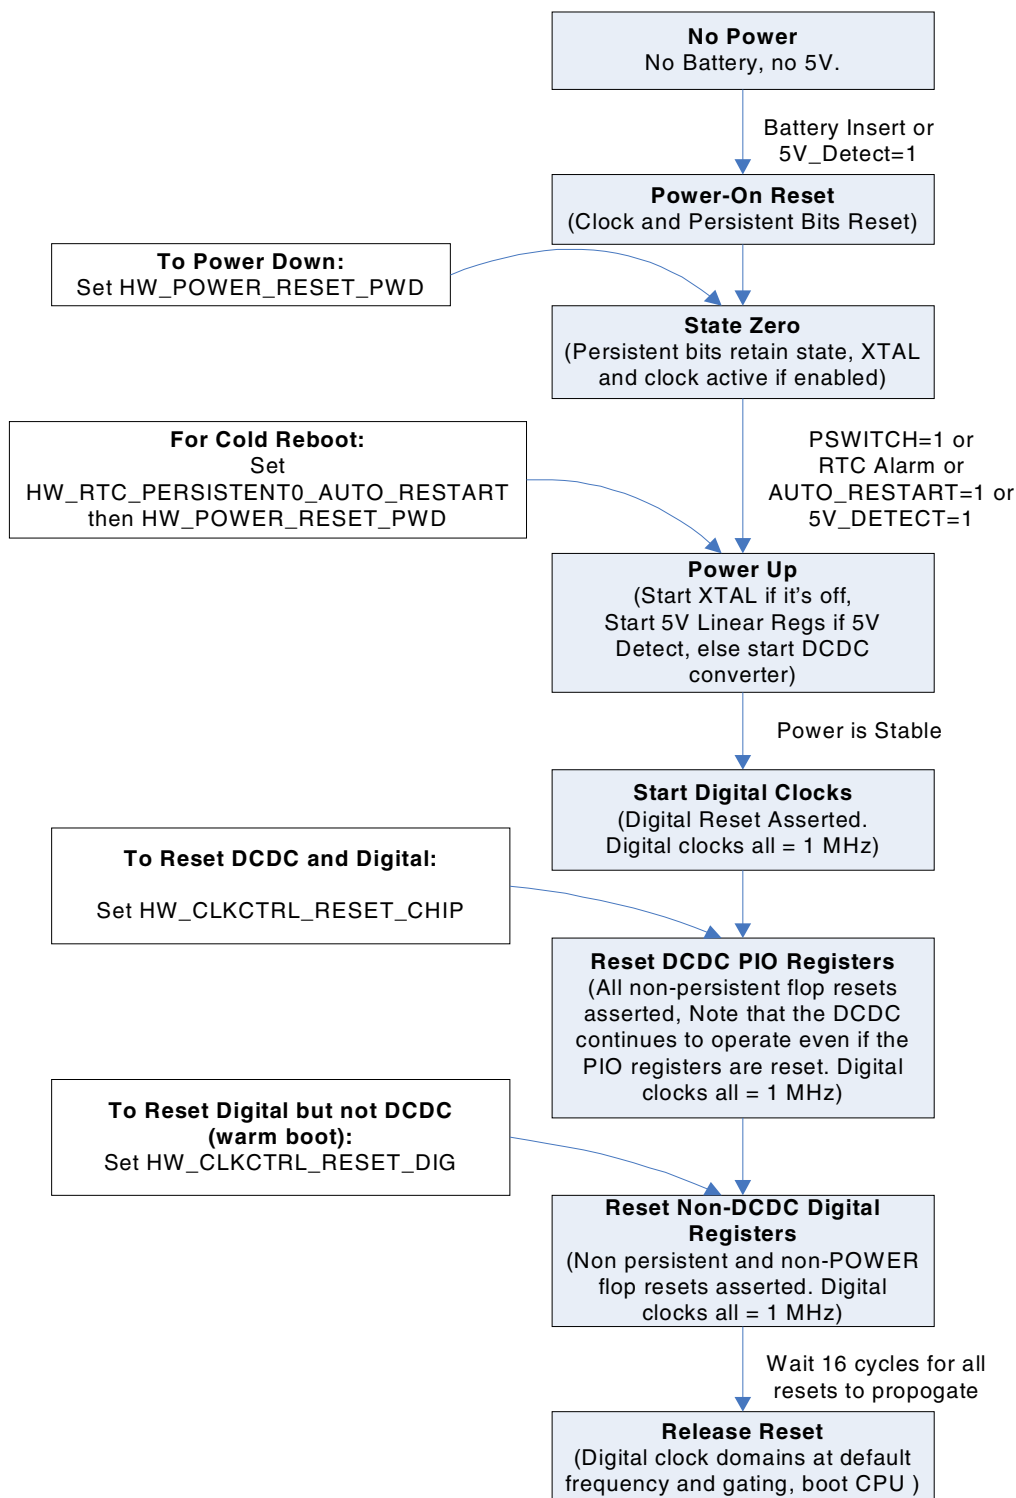 No Power
No Battery, no 5V.
Battery Insert or
5V_Detect=1
Power-On Reset
(Clock and Persistent Bits Reset)
To Power Down:
Set HW_POWER_RESET_PWD
State Zero
(Persistent bits retain state, XTAL
and clock active if enabled)
For Cold Reboot:
Set
HW_RTC_PERSISTENT0_AUTO_RESTART
then HW_POWER_RESET_PWD
PSWITCH=1 or
RTC Alarm or
AUTO_RESTART=1 or
5V_DETECT=1
Power Up
(Start XTAL if it's off,
Start 5V Linear Regs if 5V
Detect, else start DCDC
converter)
Power is Stable
Start Digital Clocks
(Digital Reset Asserted.
Digital clocks all = 1 MHz)
To Reset DCDC and Digital:
Set HW_CLKCTRL_RESET_CHIP
Reset DCDC PIO Registers
(All non-persistent flop resets
asserted, Note that the DCDC
continues to operate even if the
PIO registers are reset. Digital
clocks all = 1 MHz)
To Reset Digital but not DCDC
(warm boot):
Set HW_CLKCTRL_RESET_DIG
Reset Non-DCDC Digital
Registers
(Non persistent and non-POWER
flop resets asserted. Digital
clocks all = 1 MHz)
Wait 16 cycles for all
resets to propogate
Release Reset
(Digital clock domains at default
frequency and gating, boot CPU )